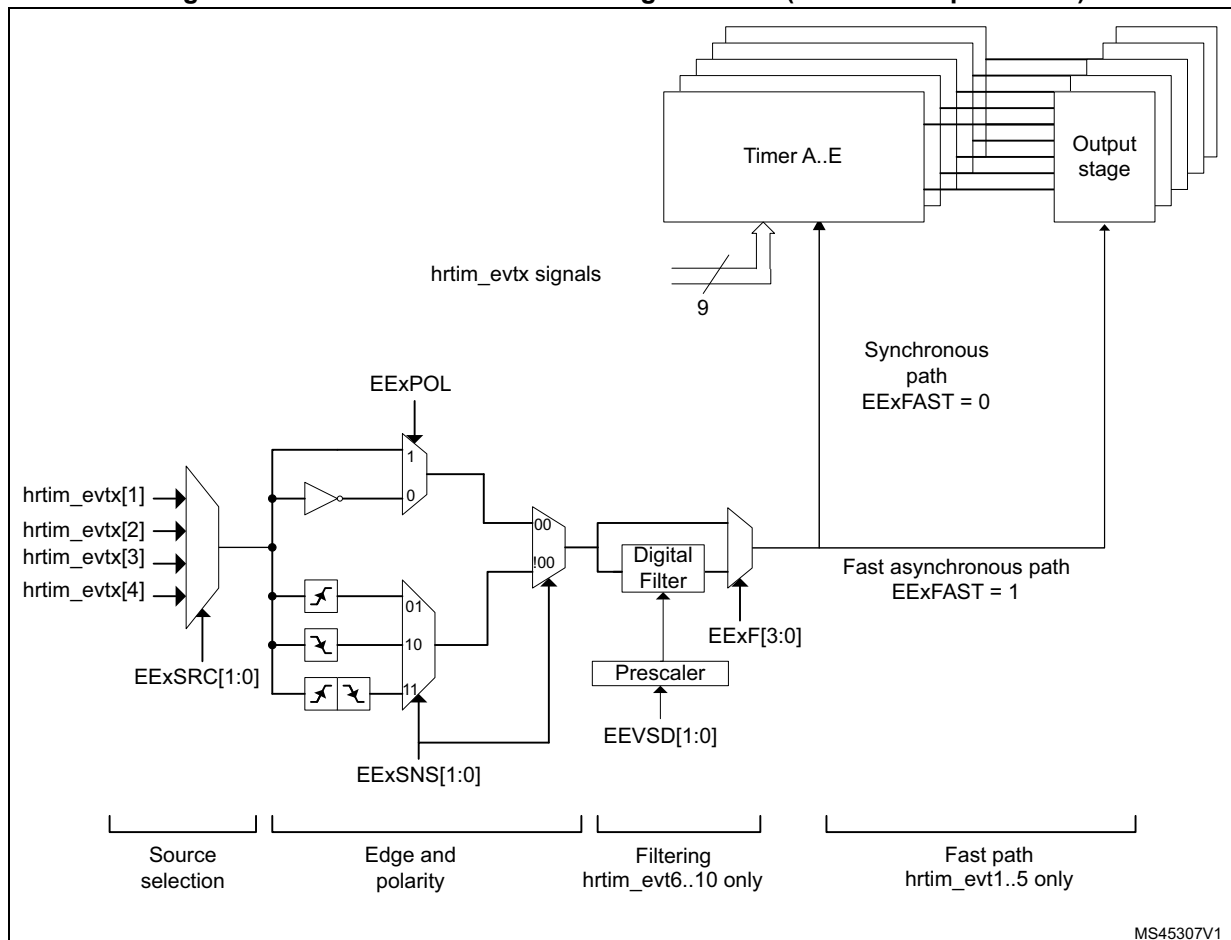 Timer A..E
Output
stage
hrtim_evtx signals
9
Synchronous
path
EExFAST = 0
EExPOL
1
0
hrtim_evtx[1]
hrtim_evtx[2]
hrtim_evtx[3]
hrtim_evtx[4]
00
!00
Digital
Filter
Fast asynchronous path
EExFAST = 1
01
10
11
EExF[3:0]
EExSRC[1:0]
Prescaler
EEVSD[1:0]
EExSNS[1:0]
Source
selection
Edge and
polarity
Filtering
hrtim_evt6..10 only
Fast path
hrtim_evt1..5 only
MS45307V1